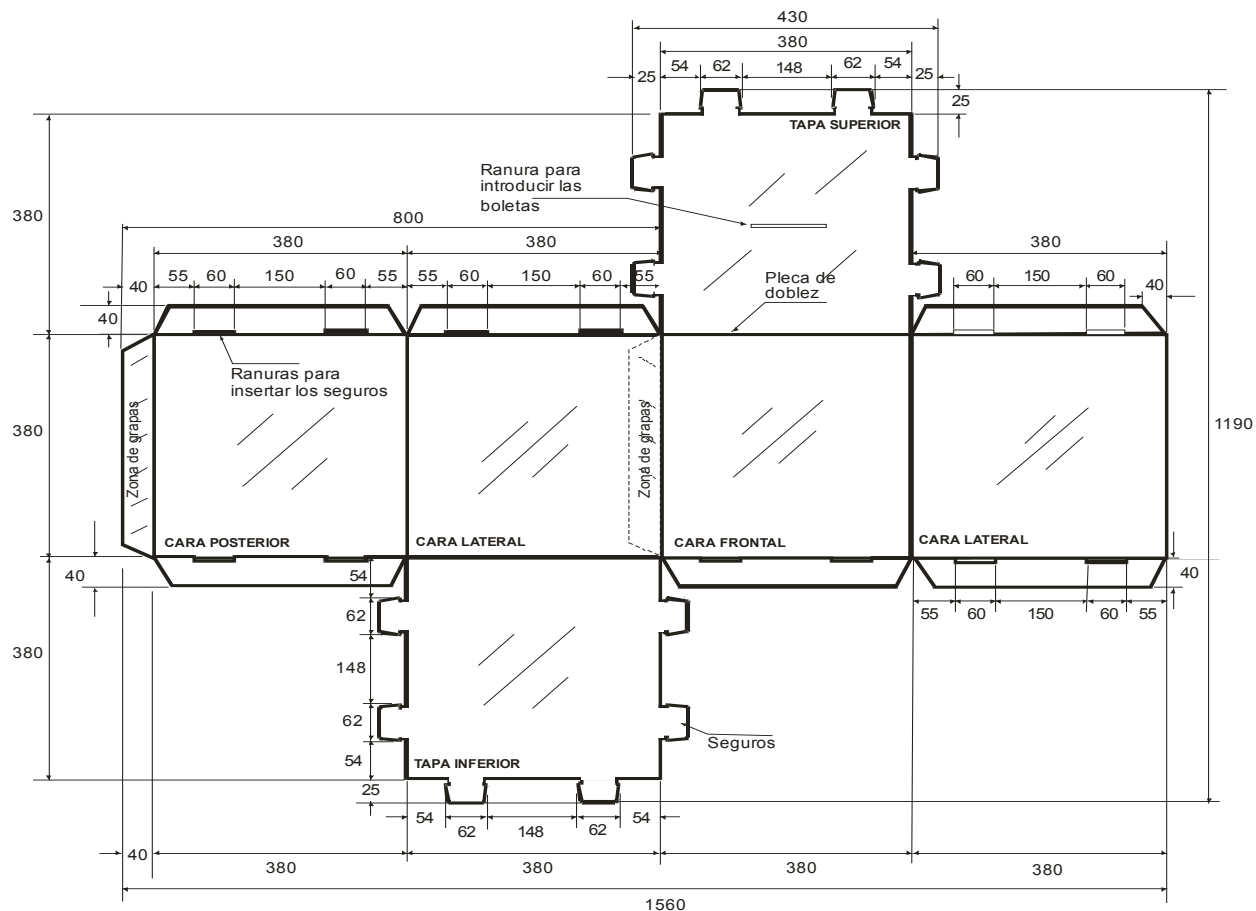 430
380
54 62 148 62 54
25 25
25
TAPA SUPERIOR
Ranura para
introducir las
boletas
380
800
380 380 380
40 55 60 150 60 55 55 60 150 60 55 60 150 60 40
40
Pleca de
doblez
Ranuras para
insertar los seguros
380
Zona de grapas
Zona de grapas
1190
CARA POSTERIOR
CARA LATERAL
CARA FRONTAL
CARA LATERAL
40
54
40
55 60 150 60 55
62
380
148
62
Seguros
54
TAPA INFERIOR
25
54 62 148 62 54
40 380 380 380 380
1560